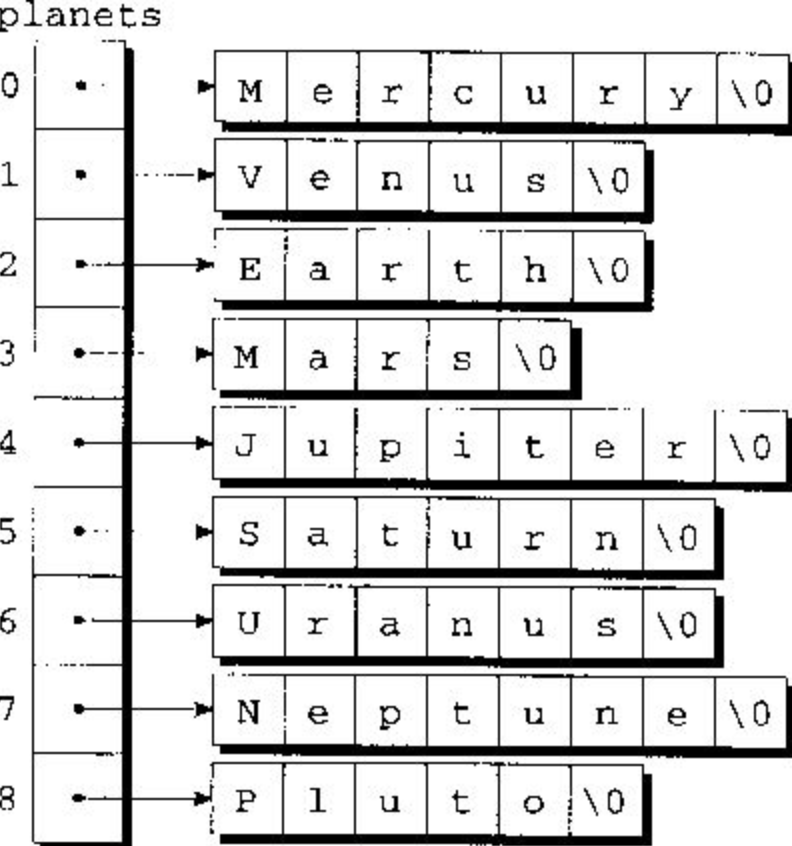 planets
0 M e r c u r y \0
1 V e n u s \0
2 E a r t h \0
3 M a r s \0
4 J u p i t e r \0
5 S a t u r n \0
6 U r a n u s \0
7 N e p t u n e \0
8 P l u t o \0